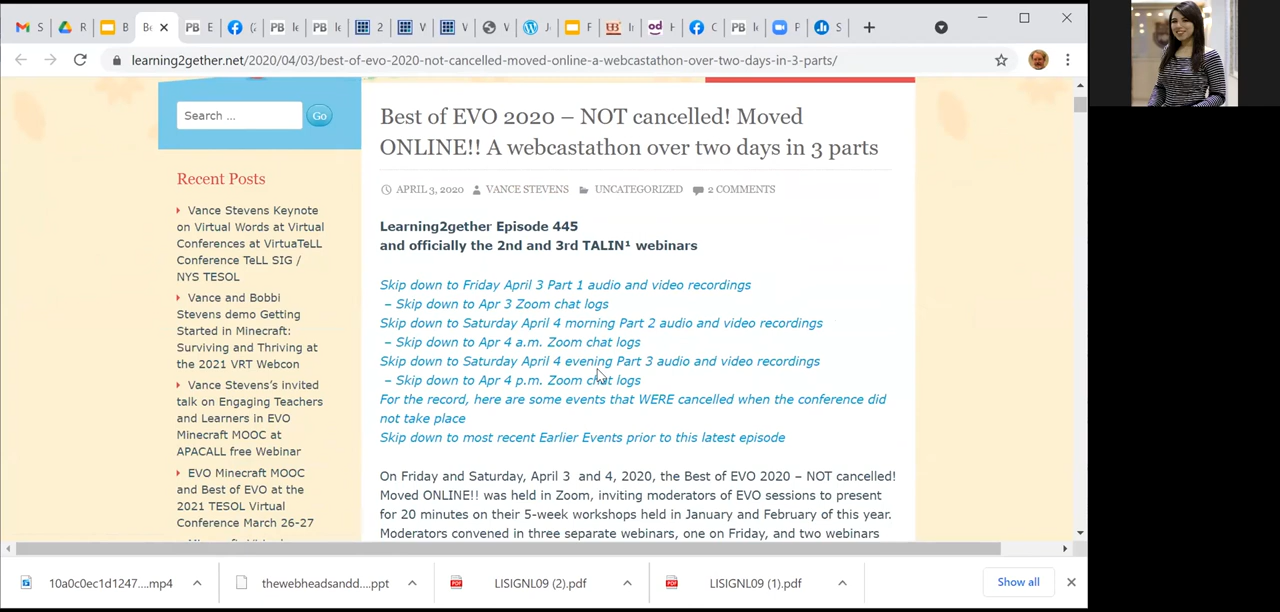 S
R
B
Be
E
(2
le
le
2
V
V
V
J
F
Ir
H
C
le
P
S
learning2gether.net/2020/04/03/best-of-evo-2020-not-cancelled-moved-online-a-webcastathon-over-two-days-in-3-parts/
Search ...
Go
Recent Posts
Vance Stevens Keynote
on Virtual Words at Virtual
Conferences at VirtuaTeLL
Conference TeLL SIG /
NYS TESOL
Vance and Bobbi
Stevens demo Getting
Started in Minecraft:
Surviving and Thriving at
the 2021 VRT Webcon
Vance Stevens's invited
talk on Engaging Teachers
and Learners in EVO
Minecraft MOOC at
APACALL free Webinar
EVO Minecraft MOOC
and Best of EVO at the
2021 TESOL Virtual
Conference March 26-27
Best of EVO 2020 – NOT cancelled! Moved
ONLINE!! A webcastathon over two days in 3 parts
APRIL 3, 2020 VANCE STEVENS UNCATEGORIZED 2 COMMENTS
Learning2gether Episode 445
and officially the 2nd and 3rd TALIN¹ webinars
Skip down to Friday April 3 Part 1 audio and video recordings
– Skip down to Apr 3 Zoom chat logs
Skip down to Saturday April 4 morning Part 2 audio and video recordings
– Skip down to Apr 4 a.m. Zoom chat logs
Skip down to Saturday April 4 evening Part 3 audio and video recordings
– Skip down to Apr 4 p.m. Zoom chat logs
For the record, here are some events that WERE cancelled when the conference did
not take place
Skip down to most recent Earlier Events prior to this latest episode
On Friday and Saturday, April 3 and 4, 2020, the Best of EVO 2020 – NOT cancelled!
Moved ONLINE!! was held in Zoom, inviting moderators of EVO sessions to present
for 20 minutes on their 5-week workshops held in January and February of this year.
Moderators convened in three separate webinars, one on Friday, and two webinars
10a0c0ec1d1247....mp4
thewebheadsandd....ppt
LISIGNL09 (2).pdf
LISIGNL09 (1).pdf
Show all